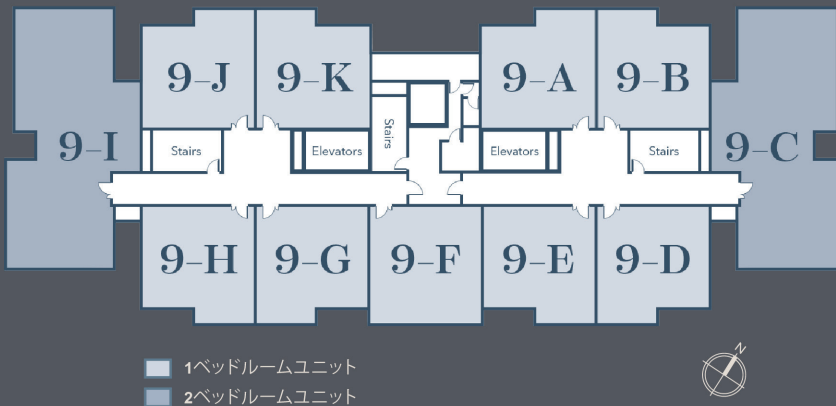 9–J
9–K
9–A
9–B
9–I
Stairs
Elevators
Stairs
Elevators
Stairs
9–C
9–H
9–G
9–F
9–E
9–D
1ベッドルームユニット
2ベッドルームユニット
N